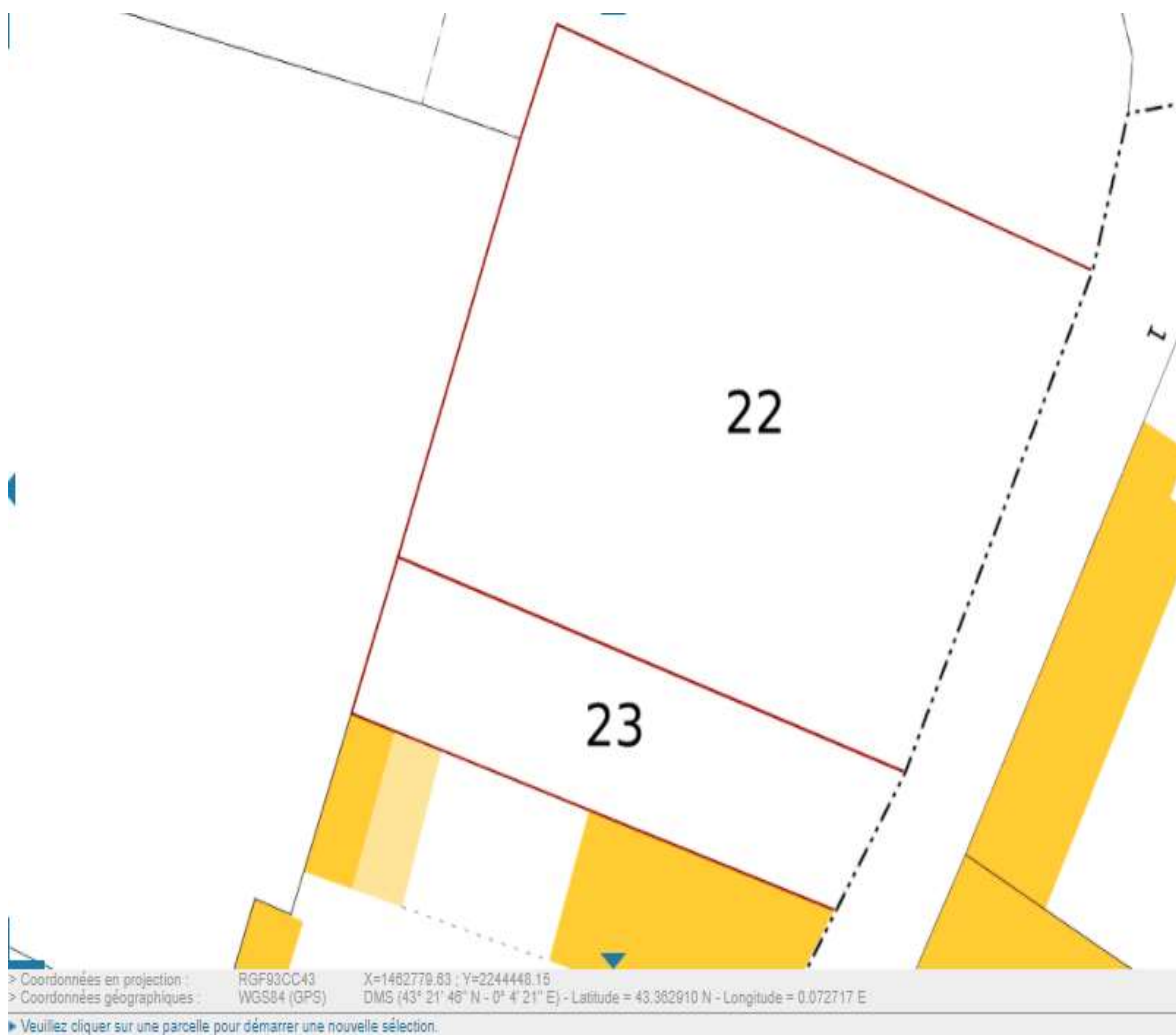 1
22
23
> Coordonnées en projection : RGF93CC43 X=1462779.63 ; Y=2244448.15
> Coordonnées géographiques : WGS84 (GPS) DMS (43° 21' 46" N - 0° 4' 21" E) - Latitude = 43.362910 N - Longitude = 0.072717 E
Veuillez cliquer sur une parcelle pour démarrer une nouvelle sélection.